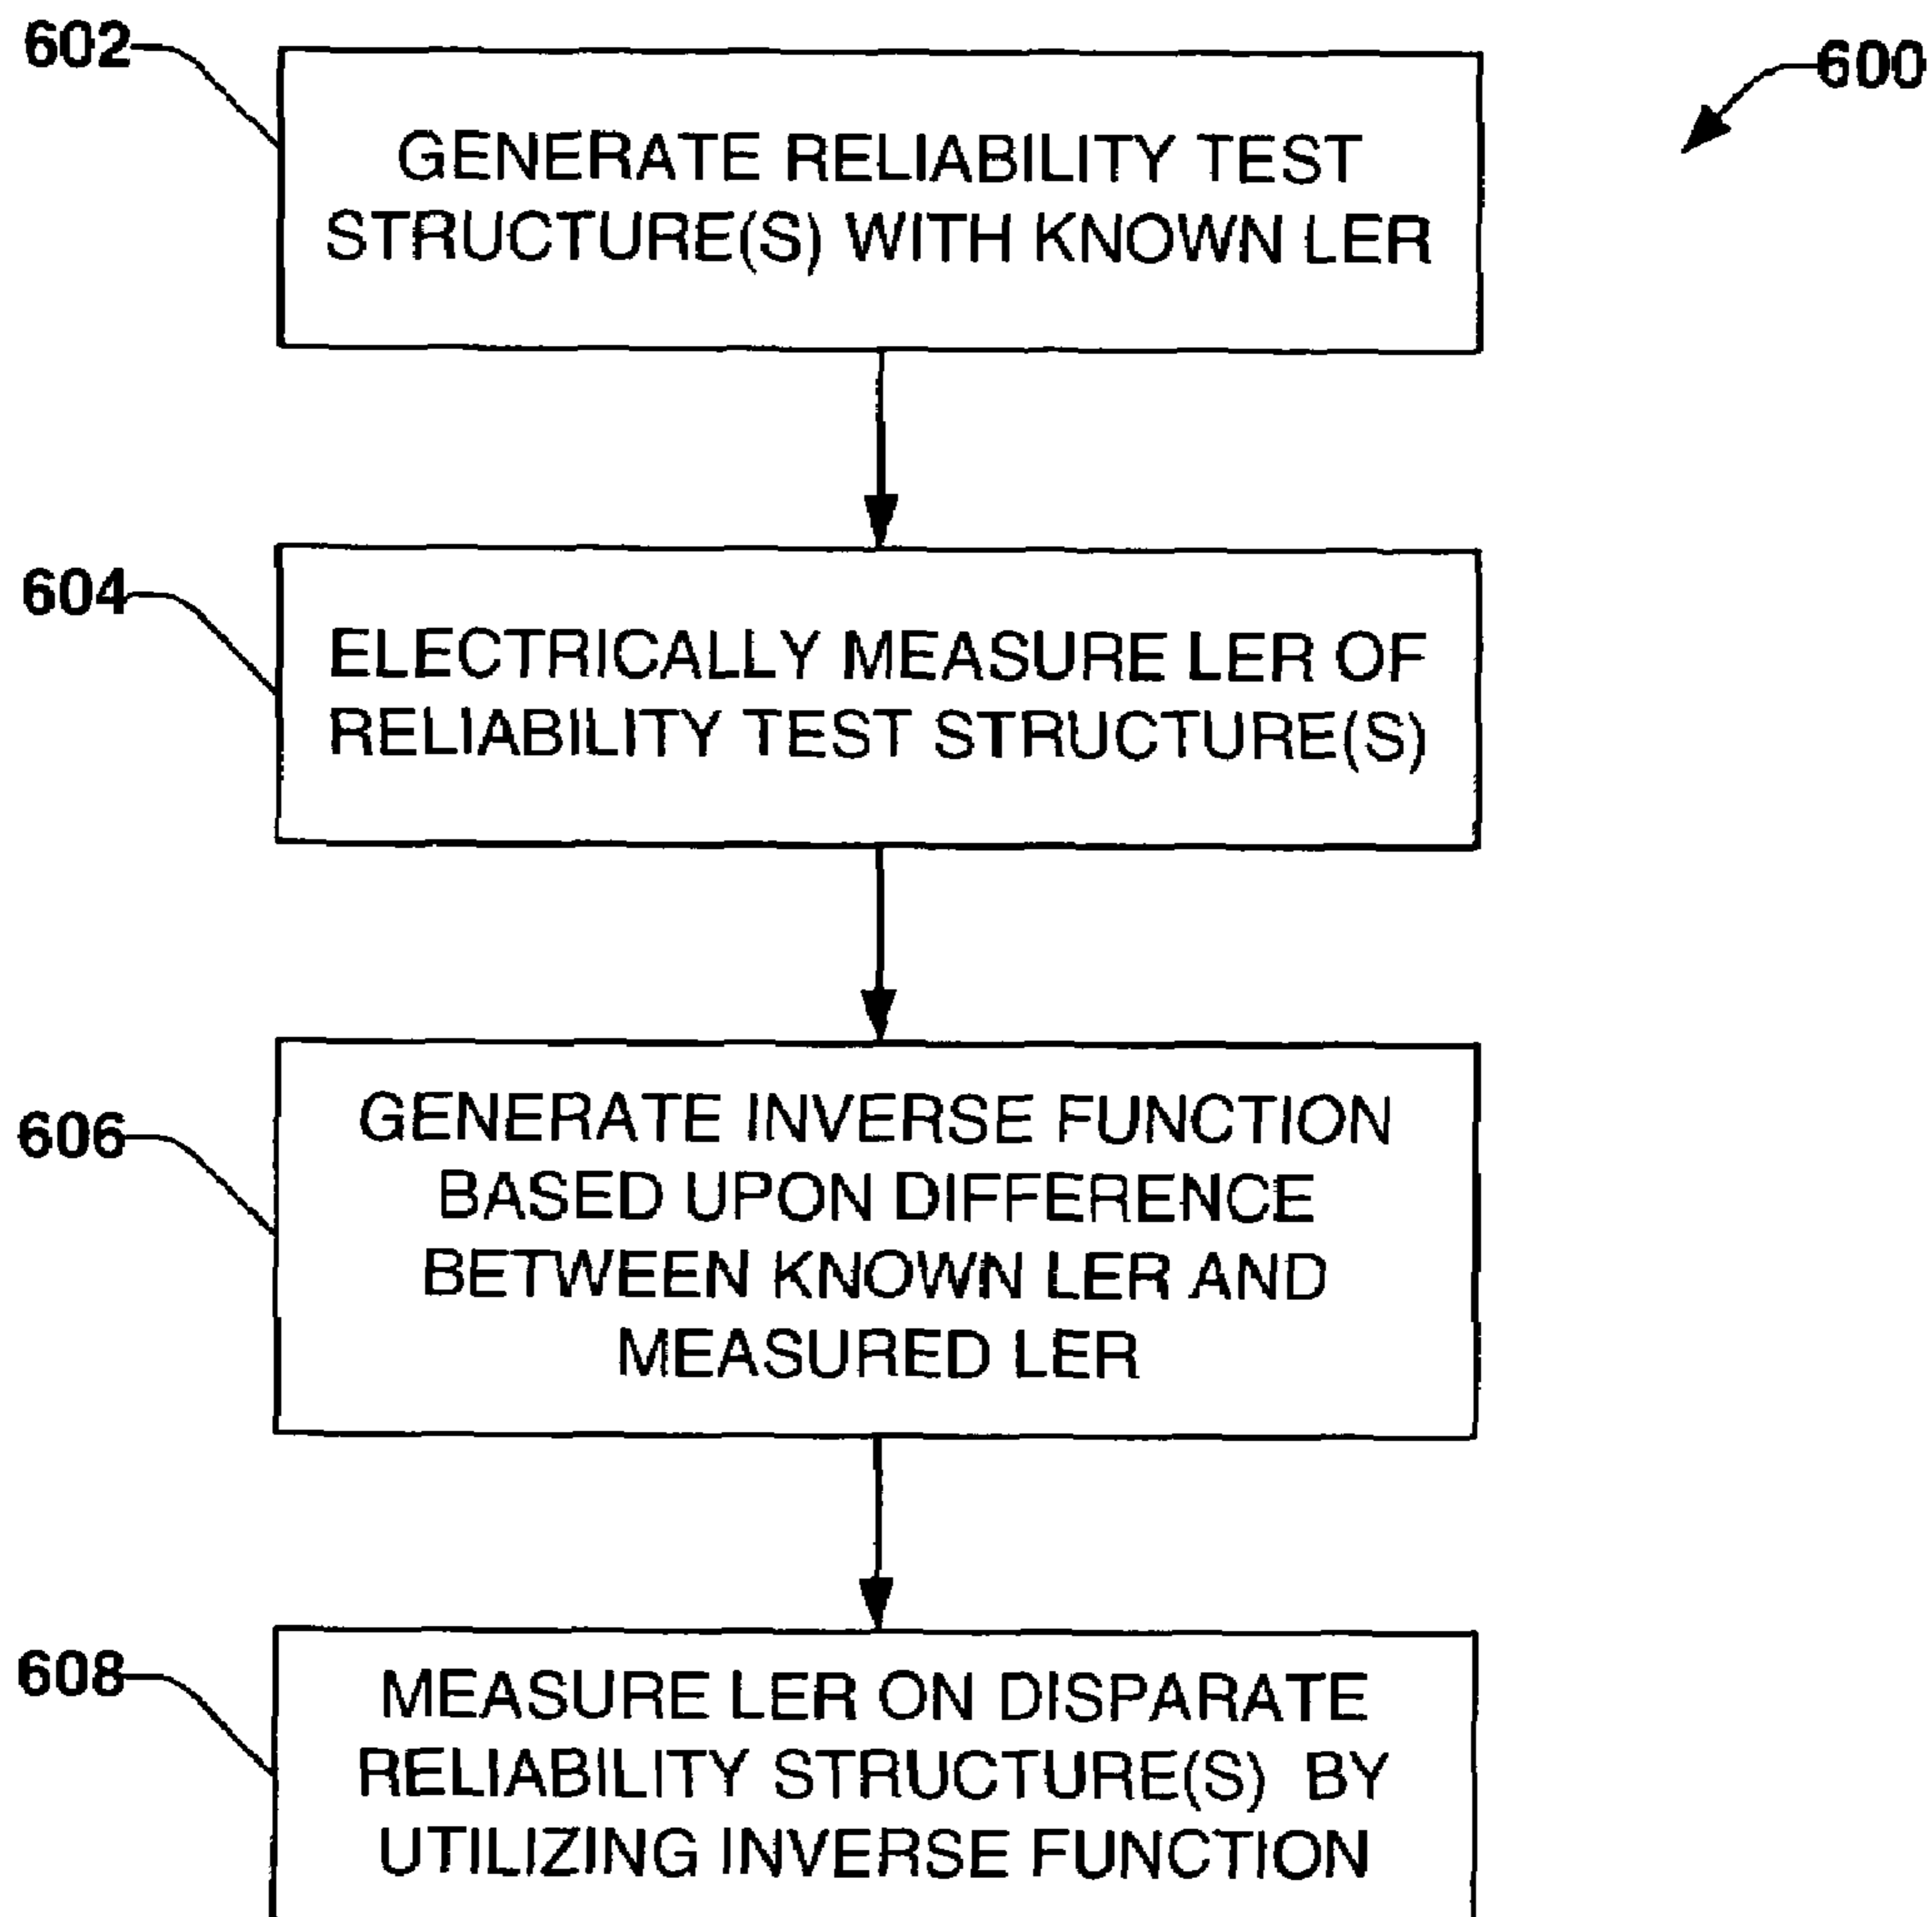 602
600
GENERATE RELIABILITY TEST
STRUCTURE(S) WITH KNOWN LER
604
ELECTRICALLY MEASURE LER OF
RELIABILITY TEST STRUCTURE(S)
606
GENERATE INVERSE FUNCTION
BASED UPON DIFFERENCE
BETWEEN KNOWN LER AND
MEASURED LER
608
MEASURE LER ON DISPARATE
RELIABILITY STRUCTURE(S) BY
UTILIZING INVERSE FUNCTION